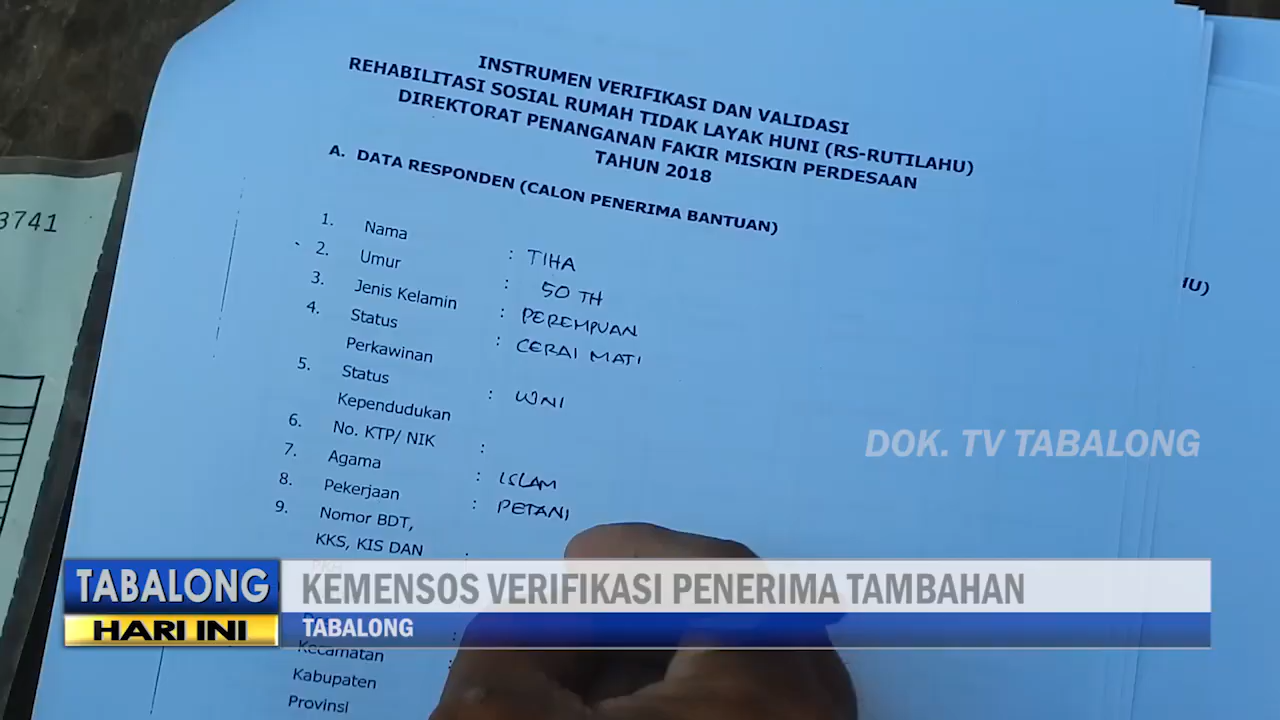 INSTRUMEN VERIFIKASI DAN VALIDASI
REHABILITASI SOSIAL RUMAH TIDAK LAYAK HUNI (RS-RUTILAHU)
DIREKTORAT PENANGANAN FAKIR MISKIN PERDESAAN
TAHUN 2018
A. DATA RESPONDEN (CALON PENERIMA BANTUAN)
3741
1. Nama : TIHA
2. Umur : 50 TH
3. Jenis Kelamin : PEREMPUAN
4. Status
Perkawinan : CERAI MATI
5. Status
Kependudukan : WNI
6. No. KTP/ NIK :
7. Agama : ISLAM
8. Pekerjaan : PETANI
9. Nomor BDT,
KKS, KIS DAN :
HU)
DOK. TV TABALONG
TABALONG
HARI INI
KEMENSOS VERIFIKASI PENERIMA TAMBAHAN
TABALONG
Kecamatan :
Kabupaten
Provinsi